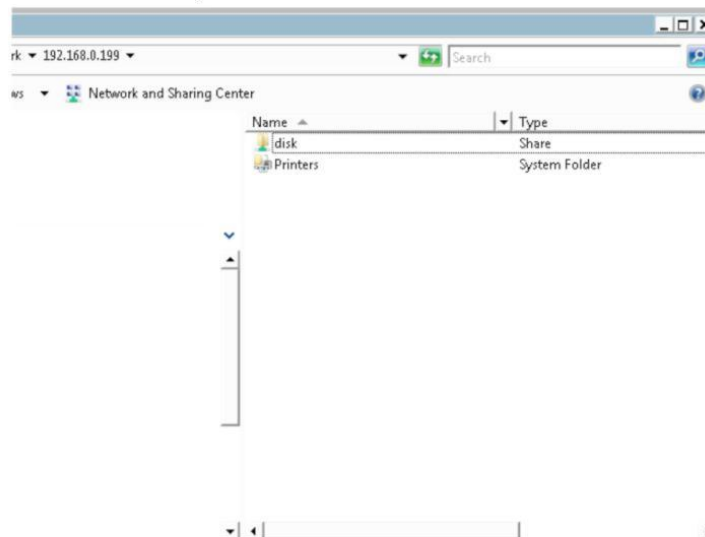 rk 192.168.0.199 Search
ws Network and Sharing Center
Name Type
disk Share
Printers System Folder